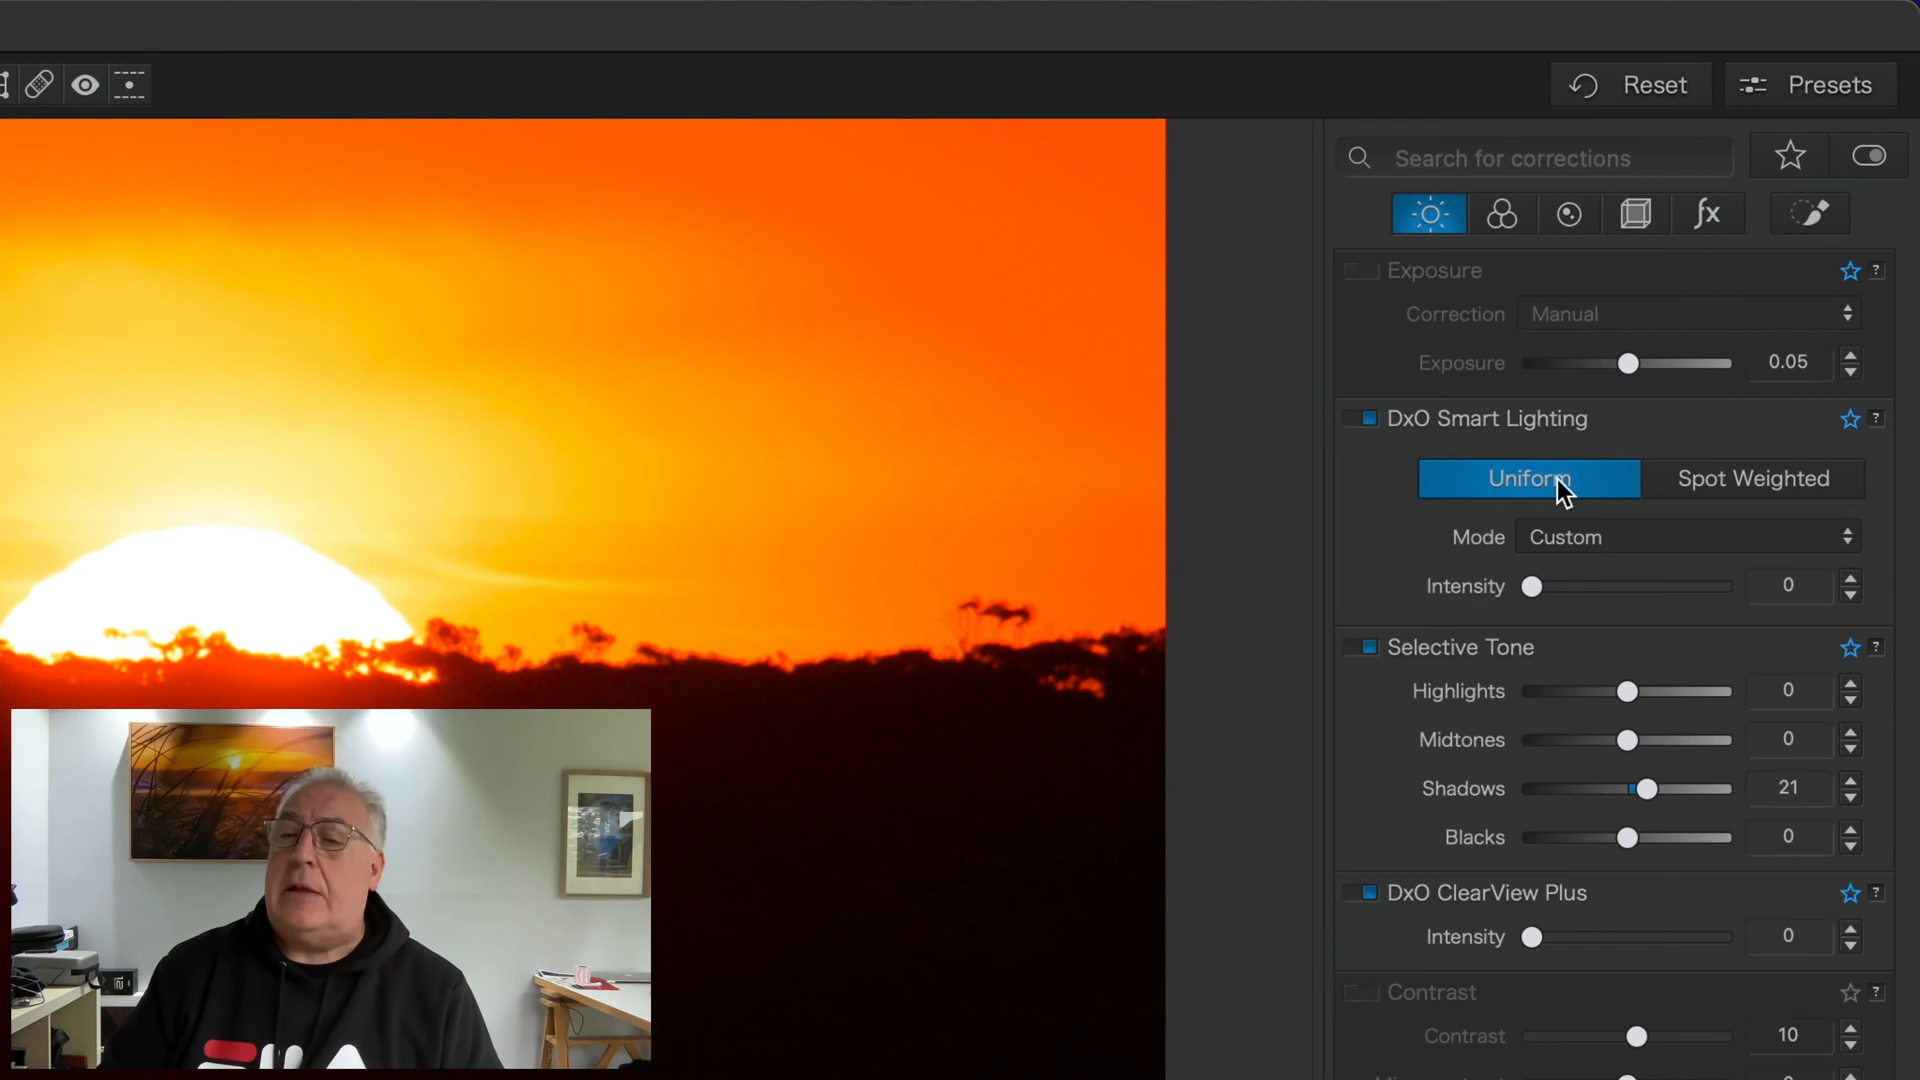 Reset
Presets
Search for corrections
fx
Exposure
?
Correction
Manual
Exposure
0.05
DxO Smart Lighting
?
Uniform
Spot Weighted
Mode
Custom
Intensity
0
Selective Tone
?
Highlights
0
Midtones
0
Shadows
21
Blacks
0
DxO ClearView Plus
?
Intensity
0
Contrast
?
Contrast
10